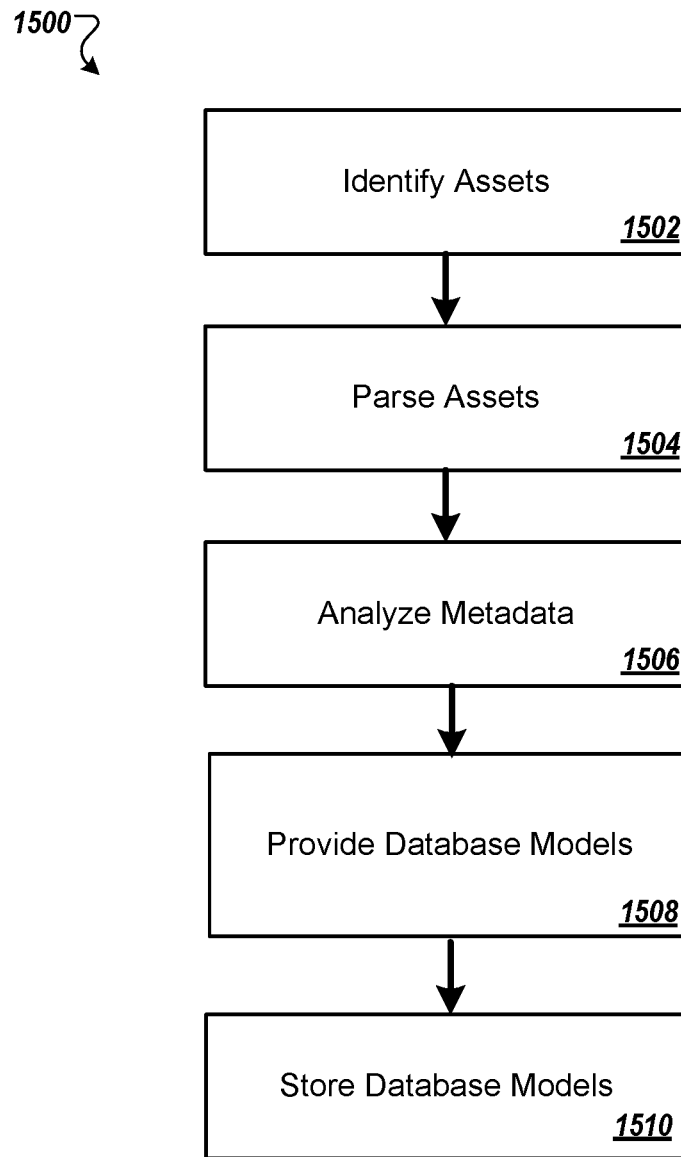 1500
Identify Assets
1502
Parse Assets
1504
Analyze Metadata
1506
Provide Database Models
1508
Store Database Models
1510